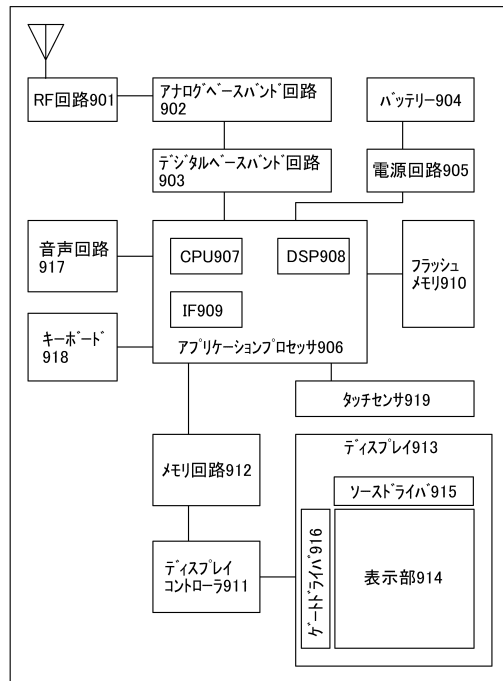 RF回路901
アナログベースバンド回路
902
バッテリー904
デジタルベースバンド回路
903
電源回路905
音声回路
917
CPU907
DSP908
フラッシュ
メモリ910
IF909
キーボード
918
アプリケーションプロセッサ906
タッチセンサ919
メモリ回路912
ディスプレイ913
ソースドライバ915
ゲートドライバ916
表示部914
ディスプレイ
コントローラ911